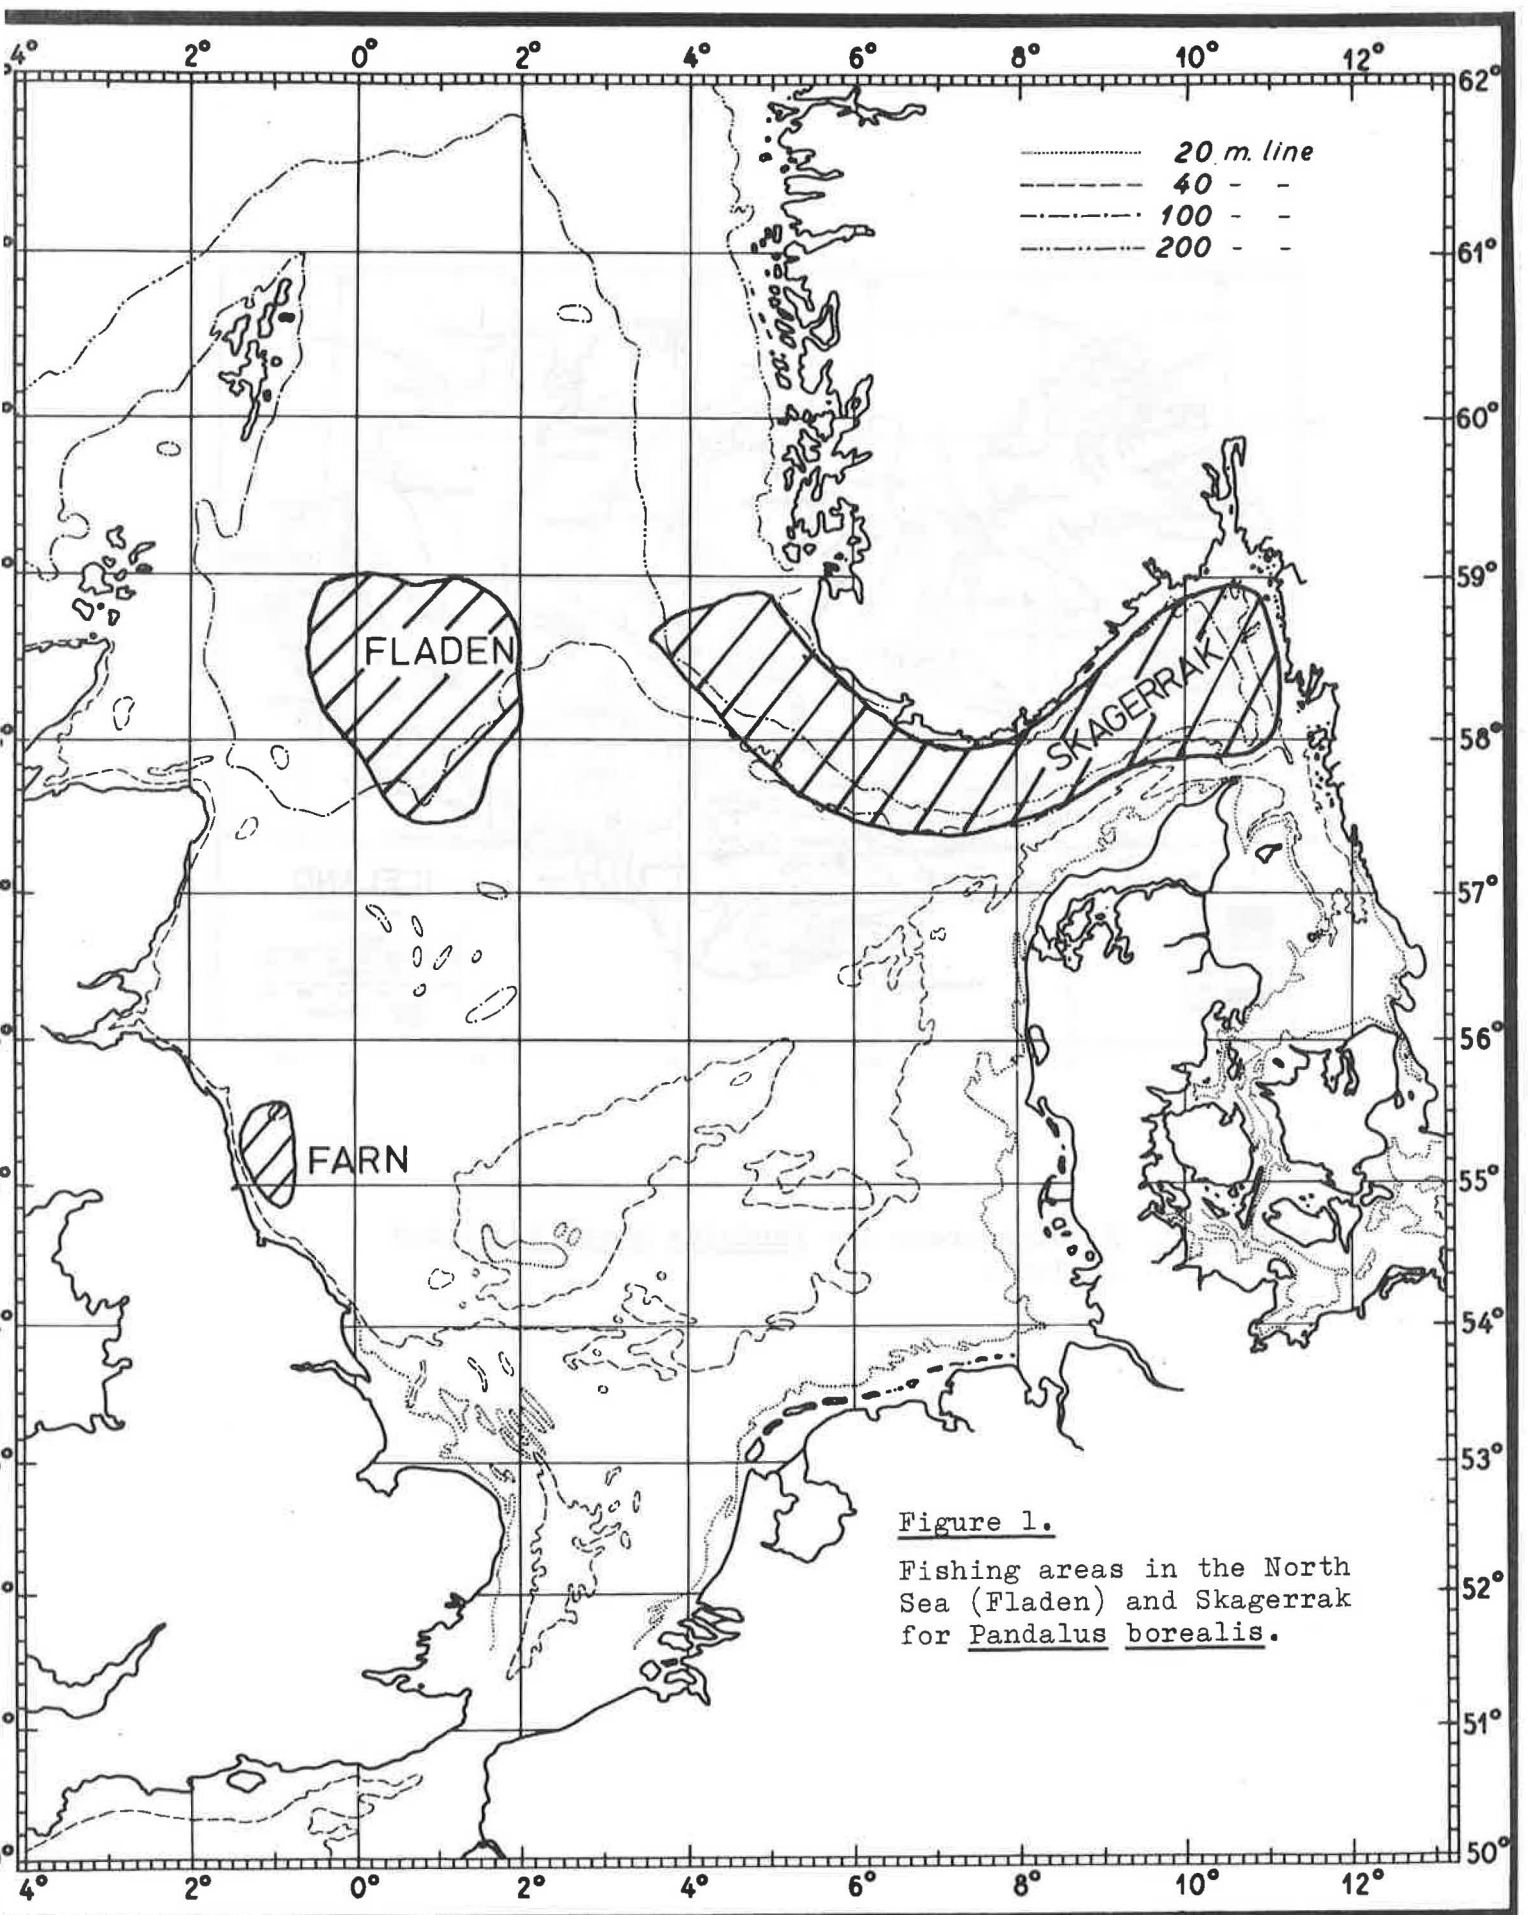 4° 2° 0° 2° 4° 6° 8° 10° 12°
62°
20 m. line
40 - -
100 - -
200 - -
61°
60°
59°
FLADEN
SKAGERRAK
58°
57°
56°
FARN
55°
54°
53°
Figure 1.
Fishing areas in the North
Sea (Fladen) and Skagerrak
for Pandalus borealis.
52°
51°
50°
4° 2° 0° 2° 4° 6° 8° 10° 12°